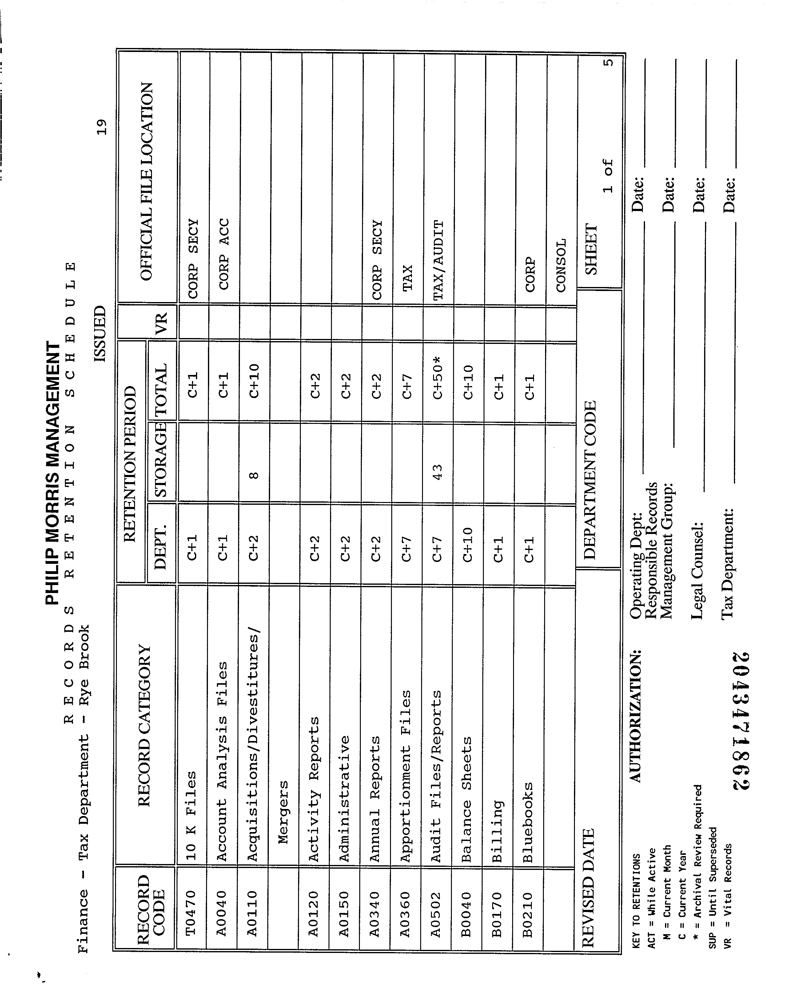 PHILIP MORRIS MANAGEMENT
RECORDS RETENTION SCHEDULE
Finance - Tax Department - Rye Brook
ISSUED 19
RECORD CODE RECORD CATEGORY RETENTION PERIOD VR OFFICIAL FILE LOCATION
DEPT. STORAGE TOTAL
T0470 10 K Files C+1 C+1 CORP SECY
A0040 Account Analysis Files C+1 C+1 CORP ACC
A0110 Acquisitions/Divestitures/ C+2 8 C+10
Mergers
A0120 Activity Reports C+2 C+2
A0150 Administrative C+2 C+2
A0340 Annual Reports C+2 C+2 CORP SECY
A0360 Apportionment Files C+7 C+7 TAX
A0502 Audit Files/Reports C+7 43 C+50* TAX/AUDIT
B0040 Balance Sheets C+10 C+10
B0170 Billing C+1 C+1
B0210 Bluebooks C+1 C+1 CORP
CONSOL
REVISED DATE DEPARTMENT CODE SHEET 1 of 5
KEY TO RETENTIONS
ACT = While Active
M = Current Month
C = Current Year
* = Archival Review Required
SUP = Until Superseded
VR = Vital Records
AUTHORIZATION:
Operating Dept: Date:
Responsible Records
Management Group: Date:
Legal Counsel: Date:
Tax Department: Date:
2043471862